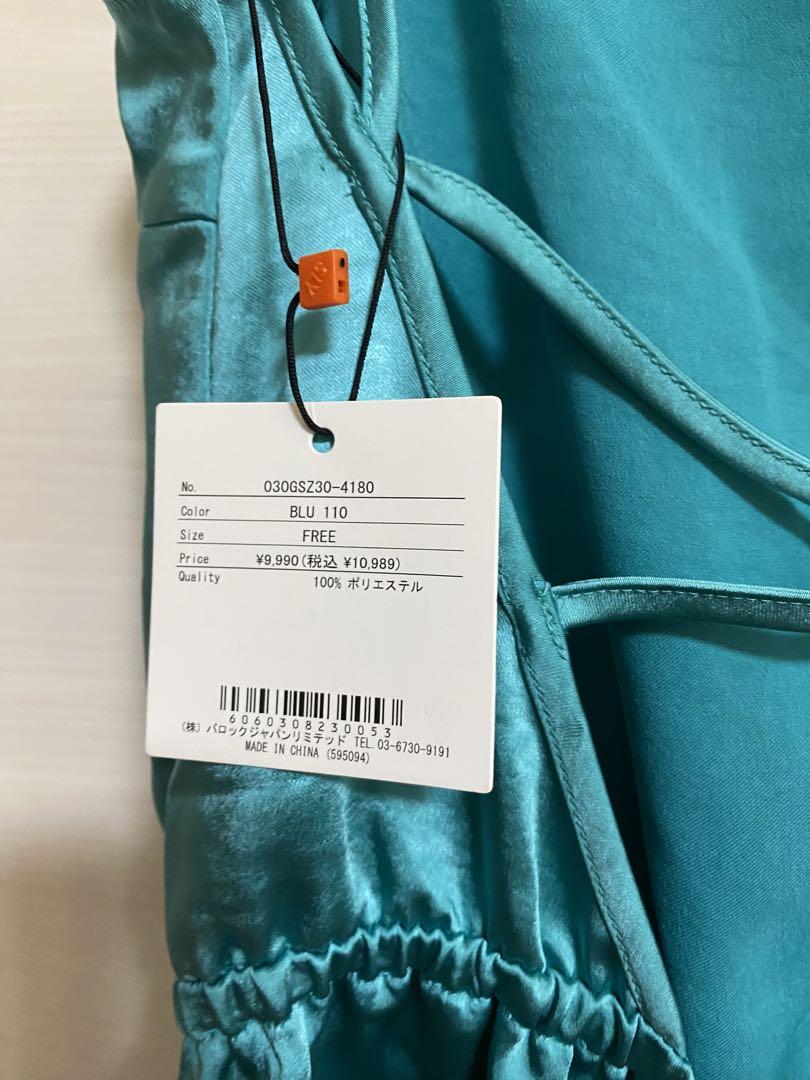 No. 030GSZ30-4180
Color BLU 110
Size FREE
Price ¥9,990(税込 ¥10,989)
Quality 100% ポリエステル
6060308230053
(株) バロックジャパンリミテッド TEL.03-6730-9191
MADE IN CHINA (595094)